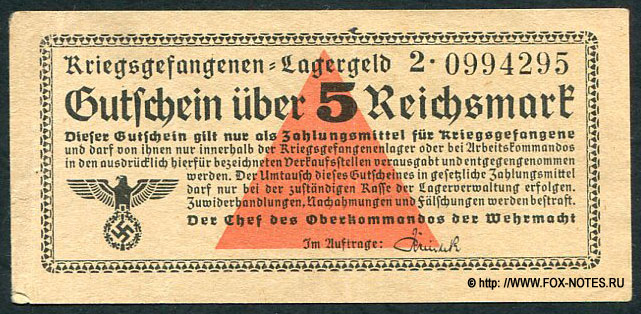 Kriegsgefangenen-Lagergeld 2·0994295
Gutschein über 5 Reichsmark
Dieser Gutschein gilt nur als Zahlungsmittel für Kriegsgefangene
und darf von ihnen nur innerhalb der Kriegsgefangenenlager oder bei Arbeitskommandos
in den ausdrücklich hierfür bezeichneten Verkaufsstellen verausgabt und entgegengenommen
werden. Der Umtausch dieses Gutscheines in gesetzliche Zahlungsmittel
darf nur bei der zuständigen Kasse der Lagerverwaltung erfolgen.
Zuwiderhandlungen, Nachahmungen und Fälschungen werden bestraft.
Der Chef des Oberkommandos der Wehrmacht
Im Auftrage:
© http://www.FOX-NOTES.RU